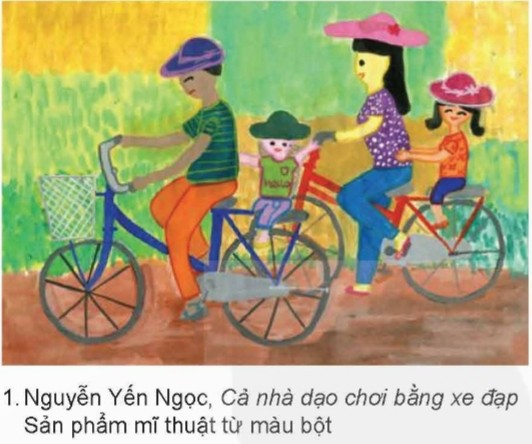 1. Nguyễn Yến Ngọc, Cả nhà dạo chơi bằng xe đạp
Sản phẩm mĩ thuật từ màu bột